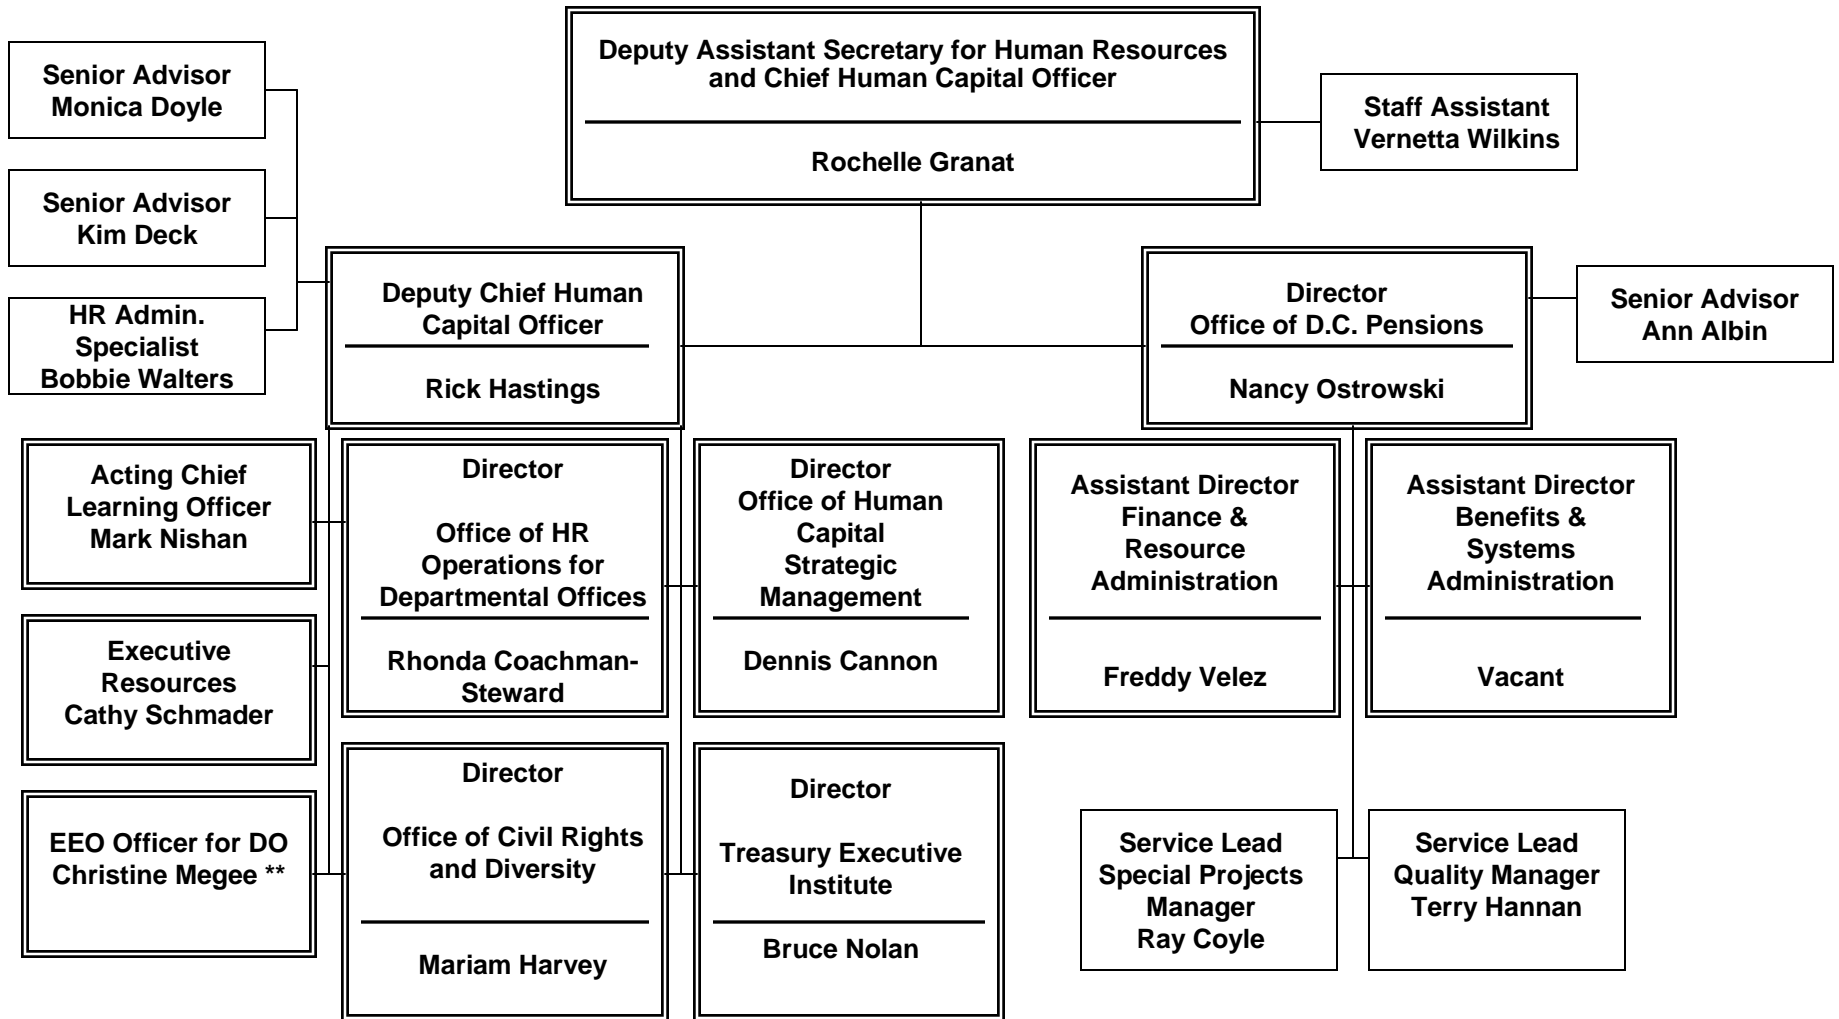 Deputy Assistant Secretary for Human Resources
and Chief Human Capital Officer
Rochelle Granat
Senior Advisor
Monica Doyle
Staff Assistant
Vernetta Wilkins
Senior Advisor
Kim Deck
HR Admin.
Specialist
Bobbie Walters
Deputy Chief Human
Capital Officer
Rick Hastings
Director
Office of D.C. Pensions
Nancy Ostrowski
Senior Advisor
Ann Albin
Acting Chief
Learning Officer
Mark Nishan
Director
Office of HR
Operations for
Departmental Offices
Rhonda Coachman-
Steward
Director
Office of Human
Capital
Strategic
Management
Dennis Cannon
Assistant Director
Finance &
Resource
Administration
Freddy Velez
Assistant Director
Benefits &
Systems
Administration
Vacant
Executive
Resources
Cathy Schmader
EEO Officer for DO
Christine Megee **
Director
Office of Civil Rights
and Diversity
Mariam Harvey
Director
Treasury Executive
Institute
Bruce Nolan
Service Lead
Special Projects
Manager
Ray Coyle
Service Lead
Quality Manager
Terry Hannan